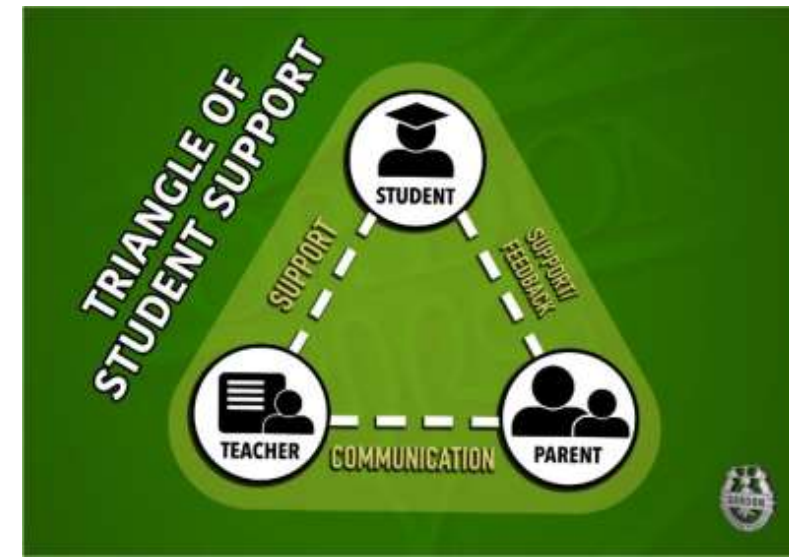 TRIANGLE OF
STUDENT SUPPORT
STUDENT
SUPPORT
SUPPORT/
FEEDBACK
TEACHER
COMMUNICATION
PARENT